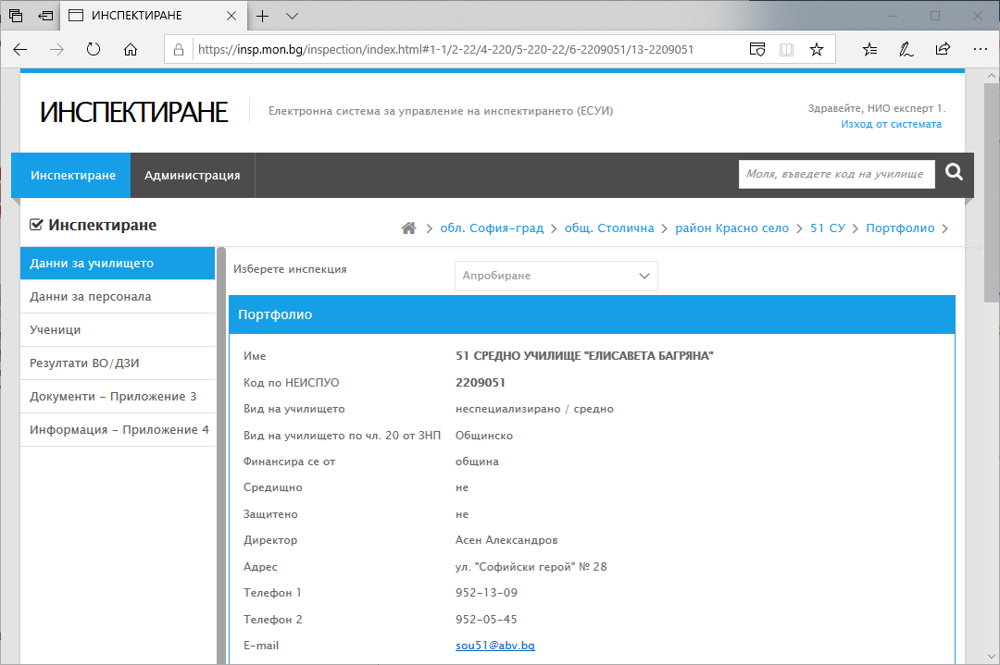 ИНСПЕКТИРАНЕ
https://insp.mon.bg/inspection/index.html#1-1/2-22/4-220/5-220-22/6-2209051/13-2209051
ИНСПЕКТИРАНЕ
Електронна система за управление на инспектирането (ЕСУИ)
Здравейте, НИО експерт 1.
Изход от системата
Инспектиране
Администрация
Моля, въведете код на училище
Инспектиране
обл. София-град > общ. Столична > район Красно село > 51 СУ > Портфолио >
Данни за училището
Данни за персонала
Ученици
Резултати ВО/ДЗИ
Документи - Приложение 3
Информация - Приложение 4
Изберете инспекция Апробиране
Портфолио
Име 51 СРЕДНО УЧИЛИЩЕ "ЕЛИСАВЕТА БАГРЯНА"
Код по НЕИСПУО 2209051
Вид на училището неспециализирано / средно
Вид на училището по чл. 20 от ЗНП Общинско
Финансира се от община
Средищно не
Защитено не
Директор Асен Александров
Адрес ул. "Софийски герой" № 28
Телефон 1 952-13-09
Телефон 2 952-05-45
E-mail sou51@abv.bg